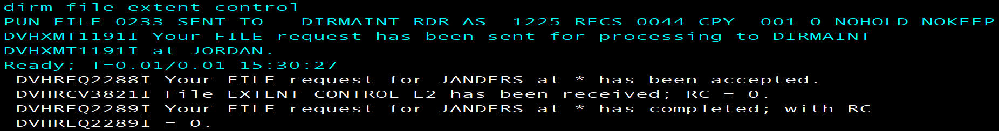 dirm file extent control
PUN FILE 0233 SENT TO   DIRMAINT RDR AS  1225 RECS 0044 CPY  001 0 NOHOLD NOKEEP
DVHXMT1191I Your FILE request has been sent for processing to DIRMAINT
DVHXMT1191I at JORDAN.
Ready; T=0.01/0.01 15:30:27
 DVHREQ2288I Your FILE request for JANDERS at * has been accepted.
 DVHRCV3821I File EXTENT CONTROL E2 has been received; RC = 0.
 DVHREQ2289I Your FILE request for JANDERS at * has completed; with RC
 DVHREQ2289I = 0.